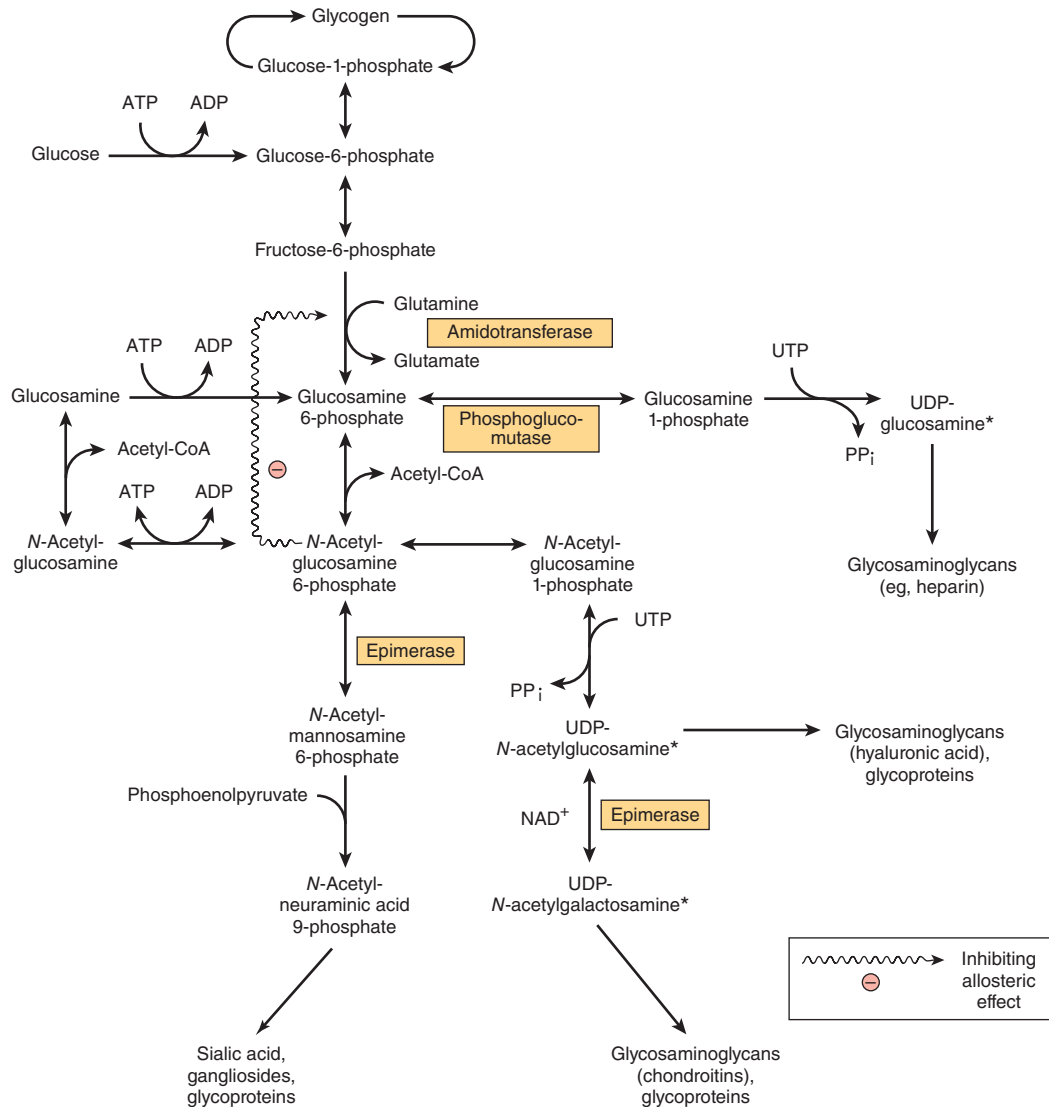 Glycogen
Glucose-1-phosphate
ATP
ADP
Glucose
Glucose-6-phosphate
Fructose-6-phosphate
Glutamine
Amidotransferase
Glutamate
ATP
ADP
UTP
Glucosamine
Glucosamine
6-phosphate
Phosphogluco-
mutase
Glucosamine
1-phosphate
UDP-
glucosamine*
PPi
Acetyl-CoA
−
Acetyl-CoA
ATP
ADP
N-Acetyl-
glucosamine
N-Acetyl-
glucosamine
6-phosphate
N-Acetyl-
glucosamine
1-phosphate
Glycosaminoglycans
(eg, heparin)
UTP
Epimerase
PPi
N-Acetyl-
mannosamine
6-phosphate
UDP-
N-acetylglucosamine*
Glycosaminoglycans
(hyaluronic acid),
glycoproteins
Phosphoenolpyruvate
NAD+
Epimerase
N-Acetyl-
neuraminic acid
9-phosphate
UDP-
N-acetylgalactosamine*
Inhibiting
allosteric
effect
−
Sialic acid,
gangliosides,
glycoproteins
Glycosaminoglycans
(chondroitins),
glycoproteins